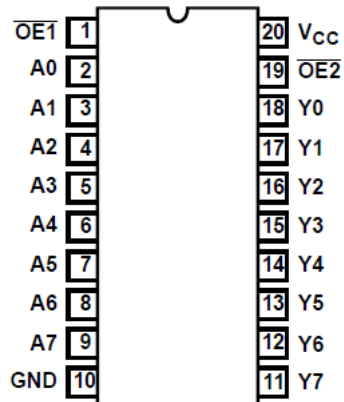 O̅E̅1̅ 1 20 VCC
A0 2 19 O̅E̅2̅
A1 3 18 Y0
A2 4 17 Y1
A3 5 16 Y2
A4 6 15 Y3
A5 7 14 Y4
A6 8 13 Y5
A7 9 12 Y6
GND 10 11 Y7